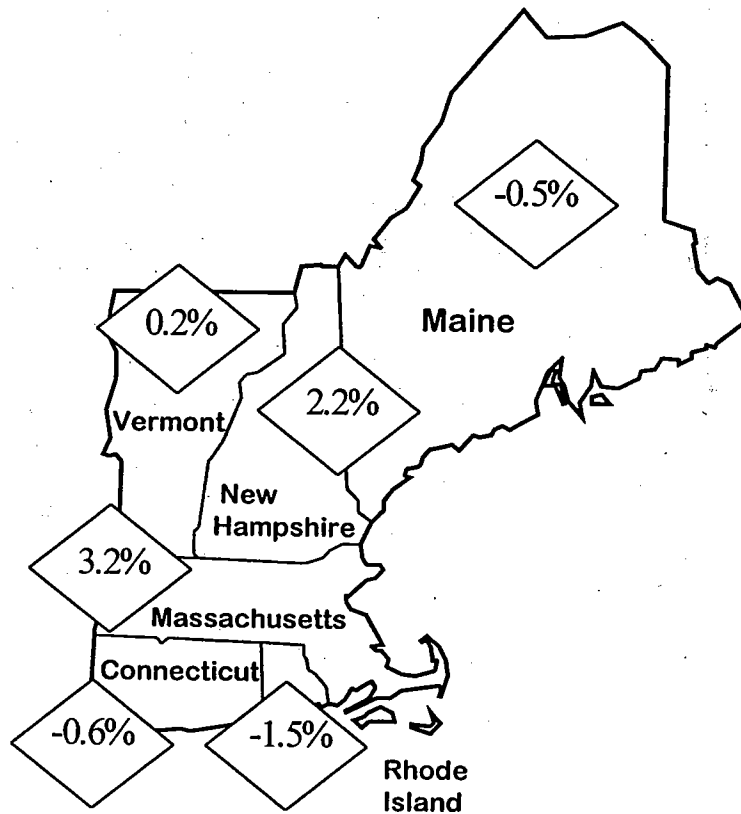 -0.5%
0.2%
Maine
2.2%
Vermont
New
Hampshire
3.2%
Massachusetts
Connecticut
-0.6%
-1.5%
Rhode
Island